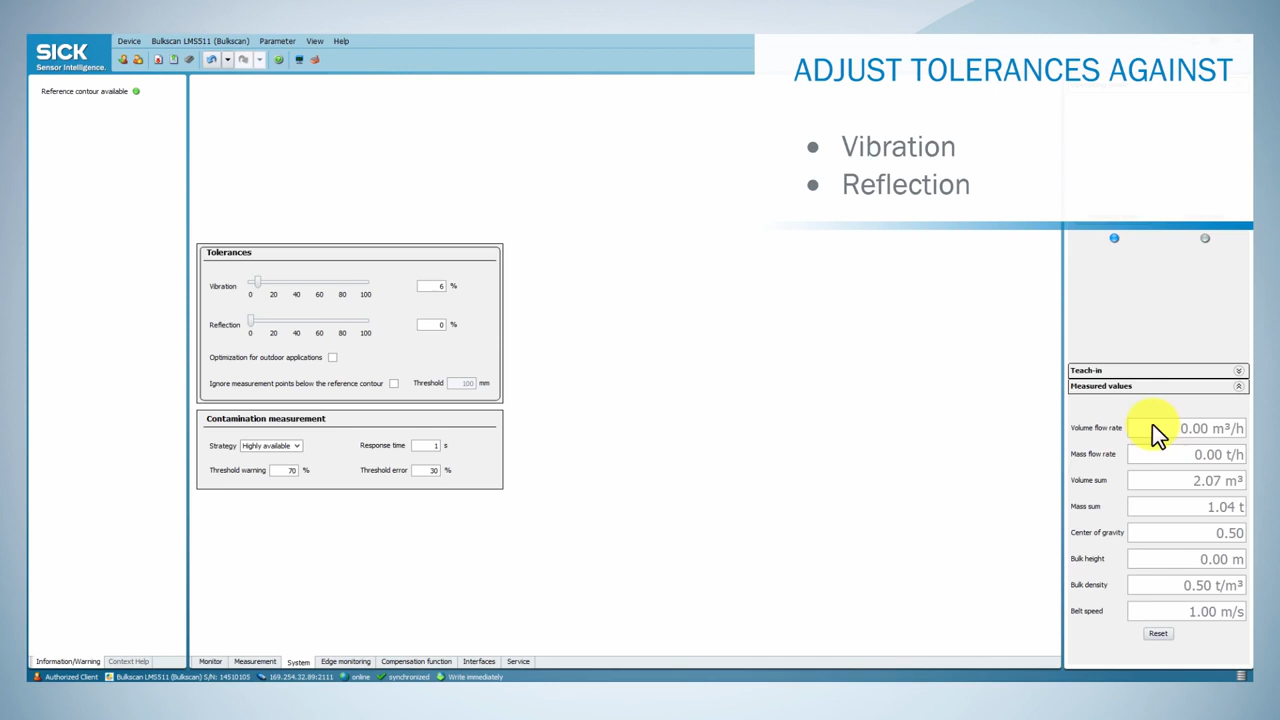 SICK
Sensor Intelligence.
Device Bulkscan LMS511 (Bulkscan) Parameter View Help
ADJUST TOLERANCES AGAINST
• Vibration
• Reflection
Reference contour available
Tolerances
Vibration
6 %
0 20 40 60 80 100
Reflection
0 %
0 20 40 60 80 100
Optimization for outdoor applications
Ignore measurement points below the reference contour Threshold 100 mm
Contamination measurement
Strategy Highly available Response time 1 s
Threshold warning 70 % Threshold error 30 %
Teach-in
Measured values
Volume flow rate 0.00 m³/h
Mass flow rate 0.00 t/h
Volume sum 2.07 m³
Mass sum 1.04 t
Center of gravity 0.50
Bulk height 0.00 m
Bulk density 0.50 t/m³
Belt speed 1.00 m/s
Reset
Information/Warning Context Help Monitor Measurement System Edge monitoring Compensation function Interfaces Service
Authorized Client Bulkscan LMS511 (Bulkscan) S/N: 14510105 169.254.32.89:2111 online synchronized Write immediately